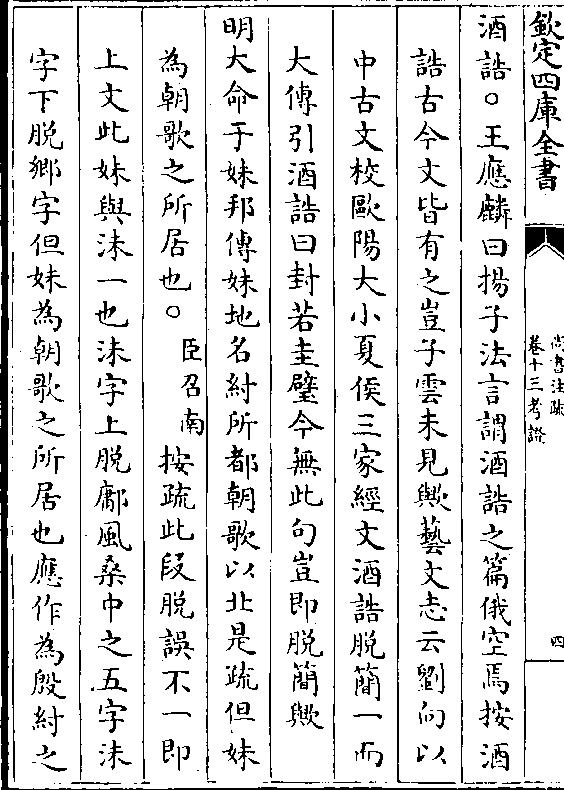 欽定四庫全書
尚書注疏
卷十三考證
四
酒誥○王應麟曰揚子法言謂酒誥之篇俄空焉按酒
誥古今文皆有之豈子雲未見歟藝文志云劉向以
中古文校歐陽大小夏侯三家經文酒誥脫簡一而
大傳引酒誥曰封若圭璧今無此句豈即脫簡歟
明大命于妹邦傳妹地名紂所都朝歌以北是疏但妹
為朝歌之所居也○臣召南按疏此段脫誤不一即
上文此妹與沬一也沬字上脫鄘風桑中之五字沬
字下脫鄉字但妹為朝歌之所居也應作為殷紂之